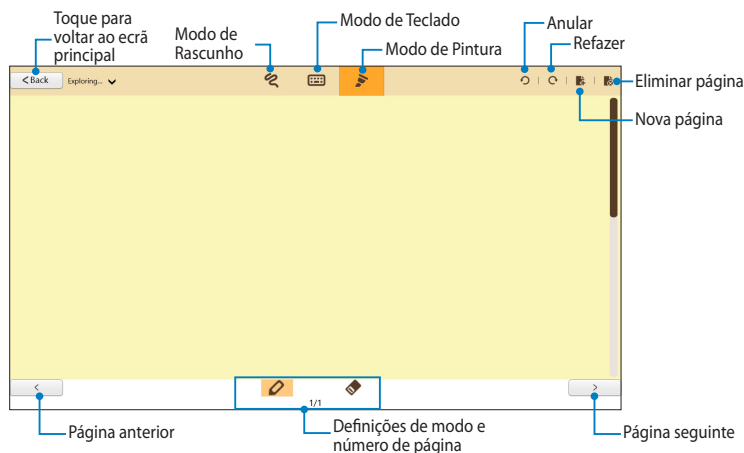 Toque para
voltar ao ecrã
principal
Modo de
Rascunho
Modo de Teclado
Modo de Pintura
Anular
Refazer
<Back
Exploring...
Eliminar página
Nova página
<
>
1/1
Página anterior
Definições de modo e
número de página
Página seguinte